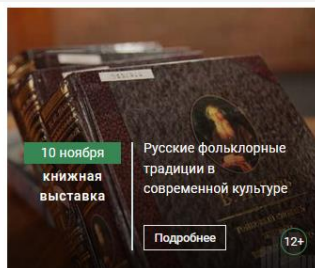 10 ноября
книжная
выставка
Русские фольклорные
традиции в
современной культуре
Подробнее
12+